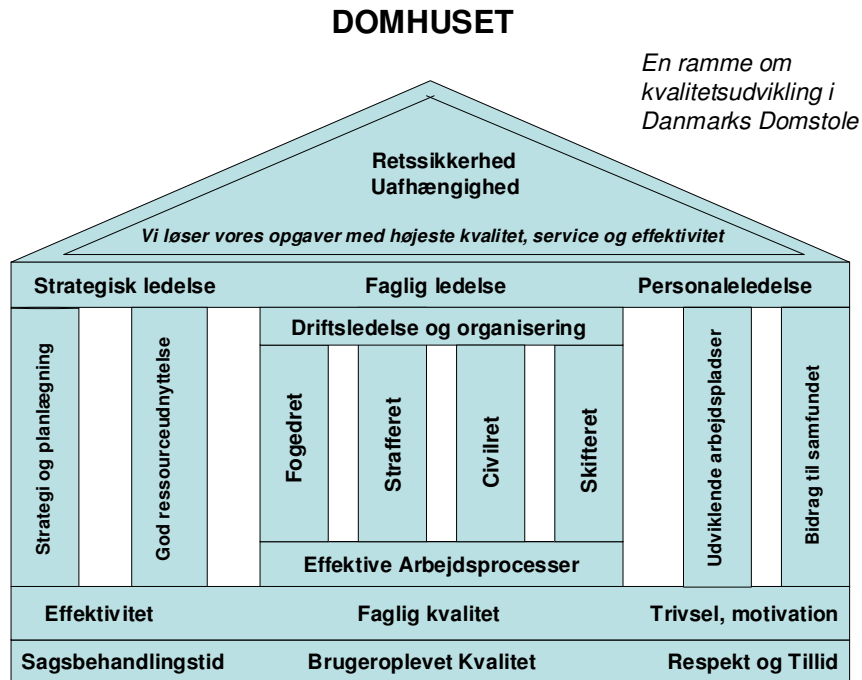 DOMHUSET
En ramme om
kvalitetsudvikling i
Danmarks Domstole
Retssikkerhed
Uafhængighed
Vi løser vores opgaver med højeste kvalitet, service og effektivitet
Strategisk ledelse
Faglig ledelse
Personaleledelse
Driftsledelse og organisering
Strategi og planlægning
God ressourceudnyttelse
Fogedret
Strafferet
Civilret
Skifteret
Udviklende arbejdspladser
Bidrag til samfundet
Effektive Arbejdsprocesser
Effektivitet
Faglig kvalitet
Trivsel, motivation
Sagsbehandlingstid
Brugeroplevet Kvalitet
Respekt og Tillid